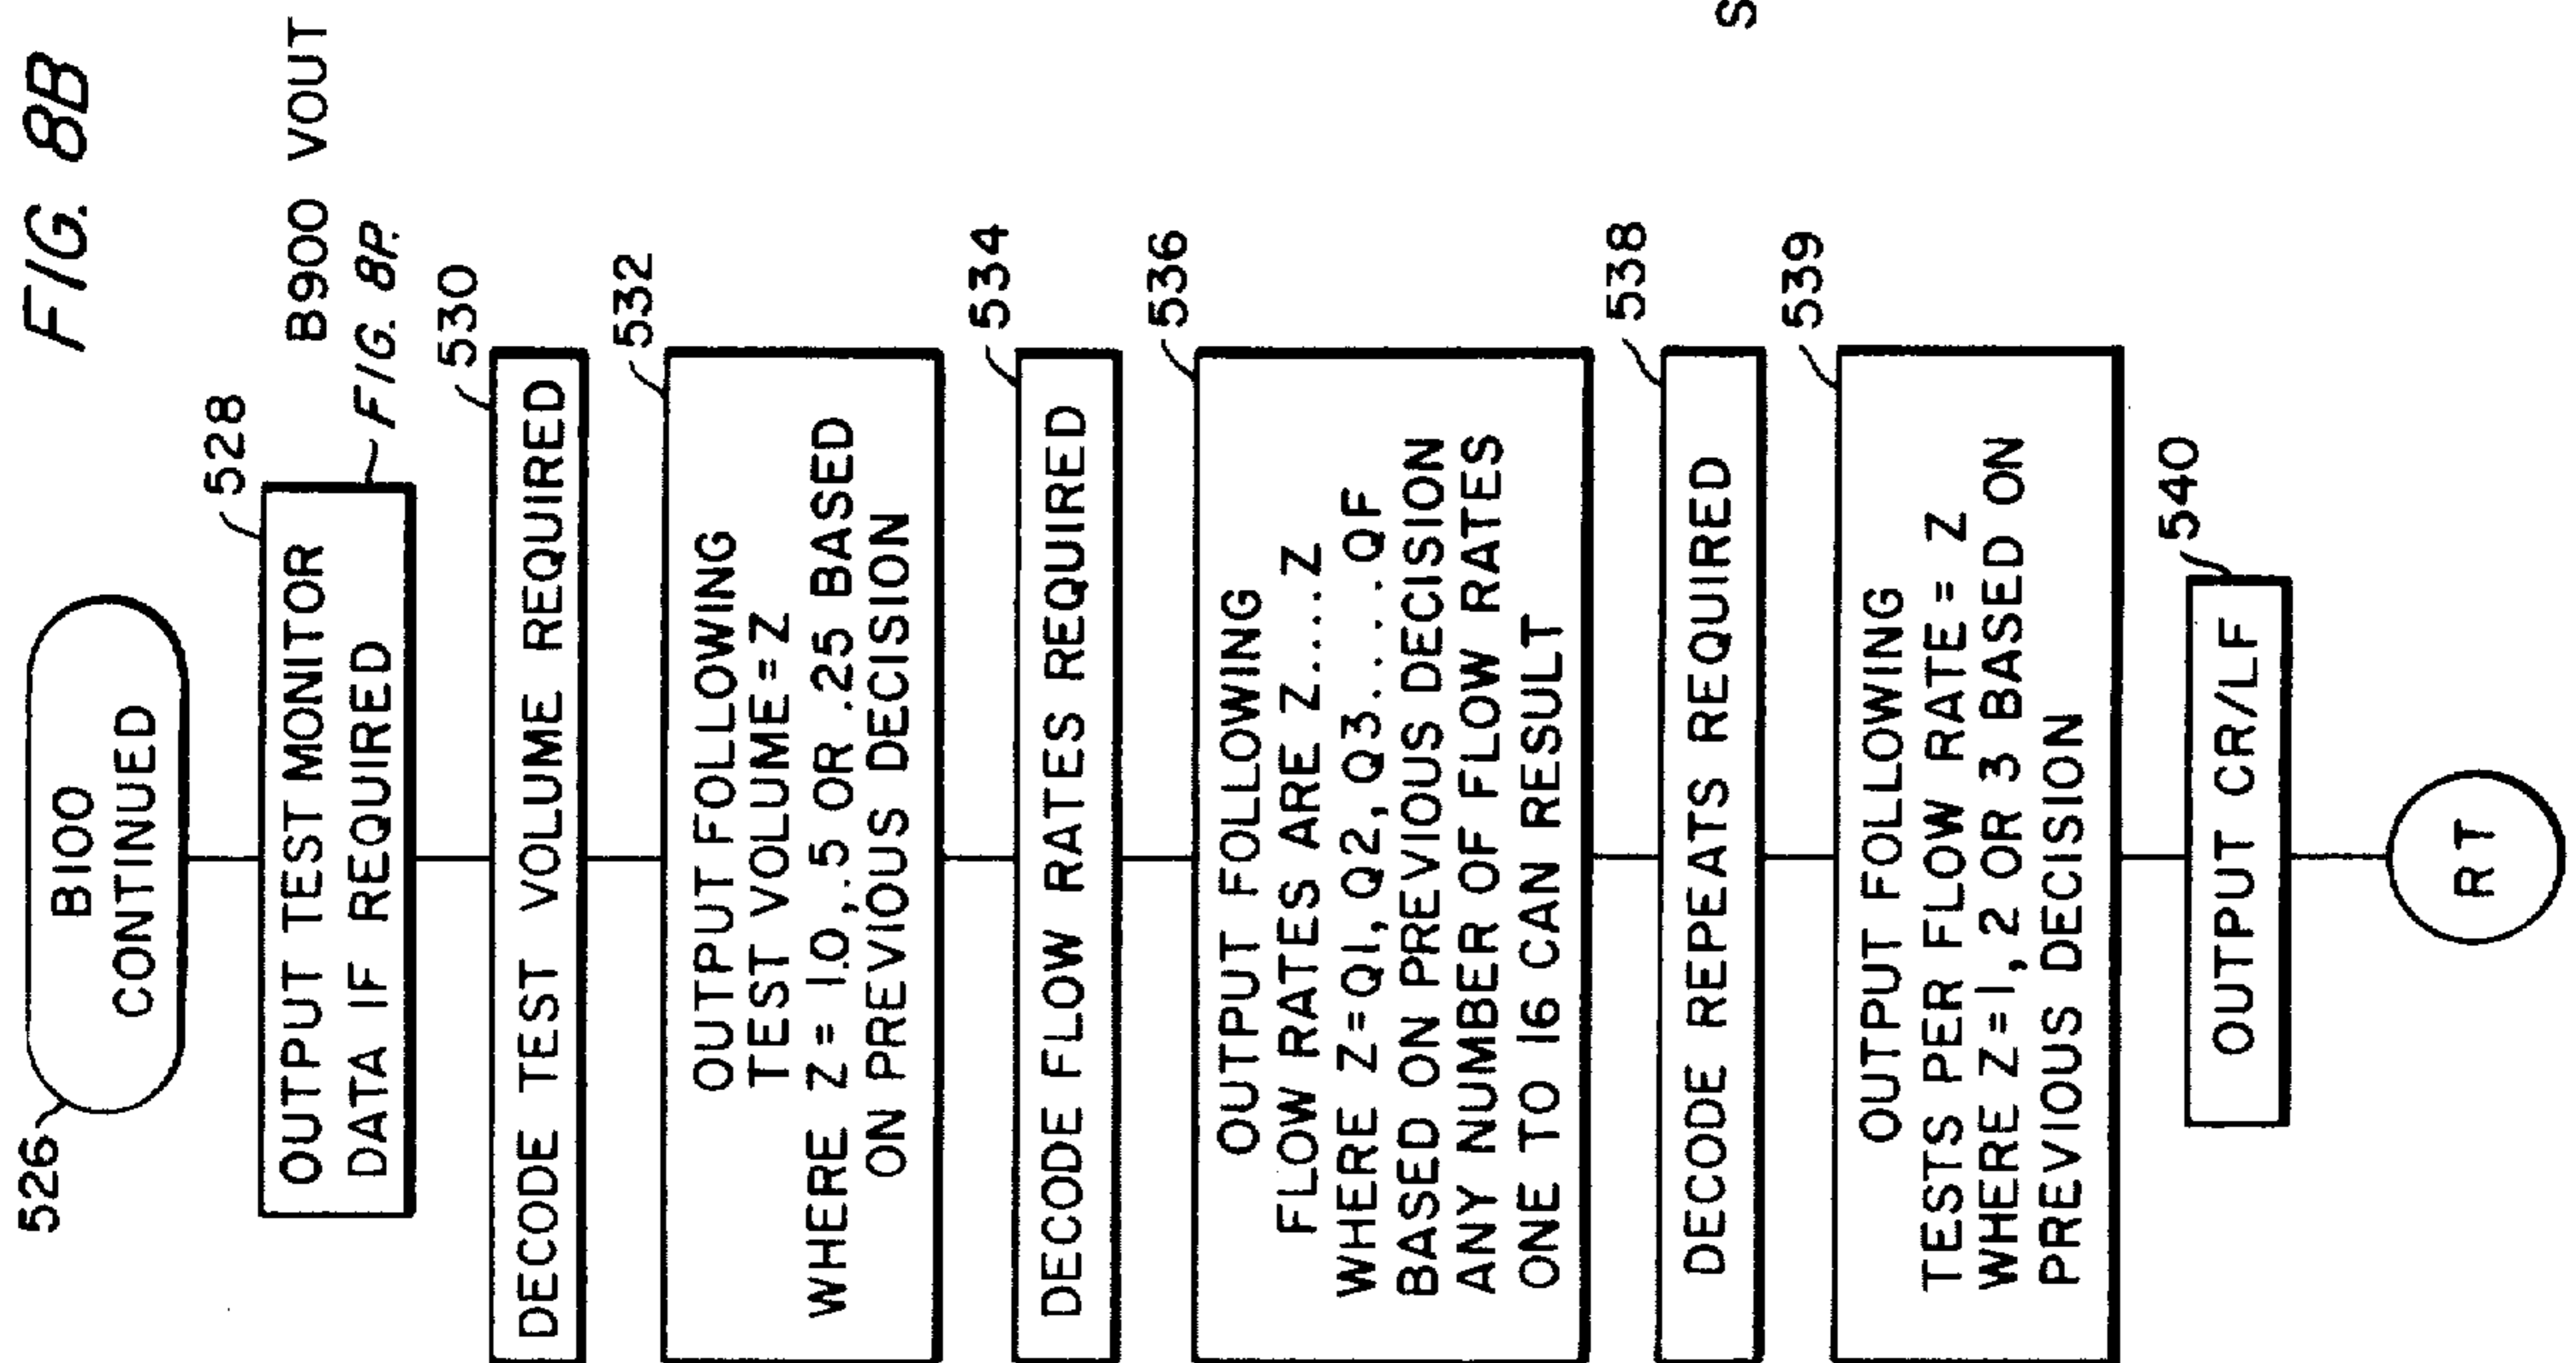 FIG. 8B
526
B100
CONTINUED
528
OUTPUT TEST MONITOR
DATA IF REQUIRED
B900 VOUT
FIG. 8P.
530
DECODE TEST VOLUME REQUIRED
532
OUTPUT FOLLOWING
TEST VOLUME = Z
WHERE Z = 1.0, .5 OR .25 BASED
ON PREVIOUS DECISION
534
DECODE FLOW RATES REQUIRED
536
OUTPUT FOLLOWING
FLOW RATES ARE Z.....Z
WHERE Z = Q1, Q2, Q3.....QF
BASED ON PREVIOUS DECISION
ANY NUMBER OF FLOW RATES
ONE TO 16 CAN RESULT
538
DECODE REPEATS REQUIRED
539
OUTPUT FOLLOWING
TESTS PER FLOW RATE = Z
WHERE Z = 1, 2 OR 3 BASED ON
PREVIOUS DECISION
540
OUTPUT CR/LF
RT
S